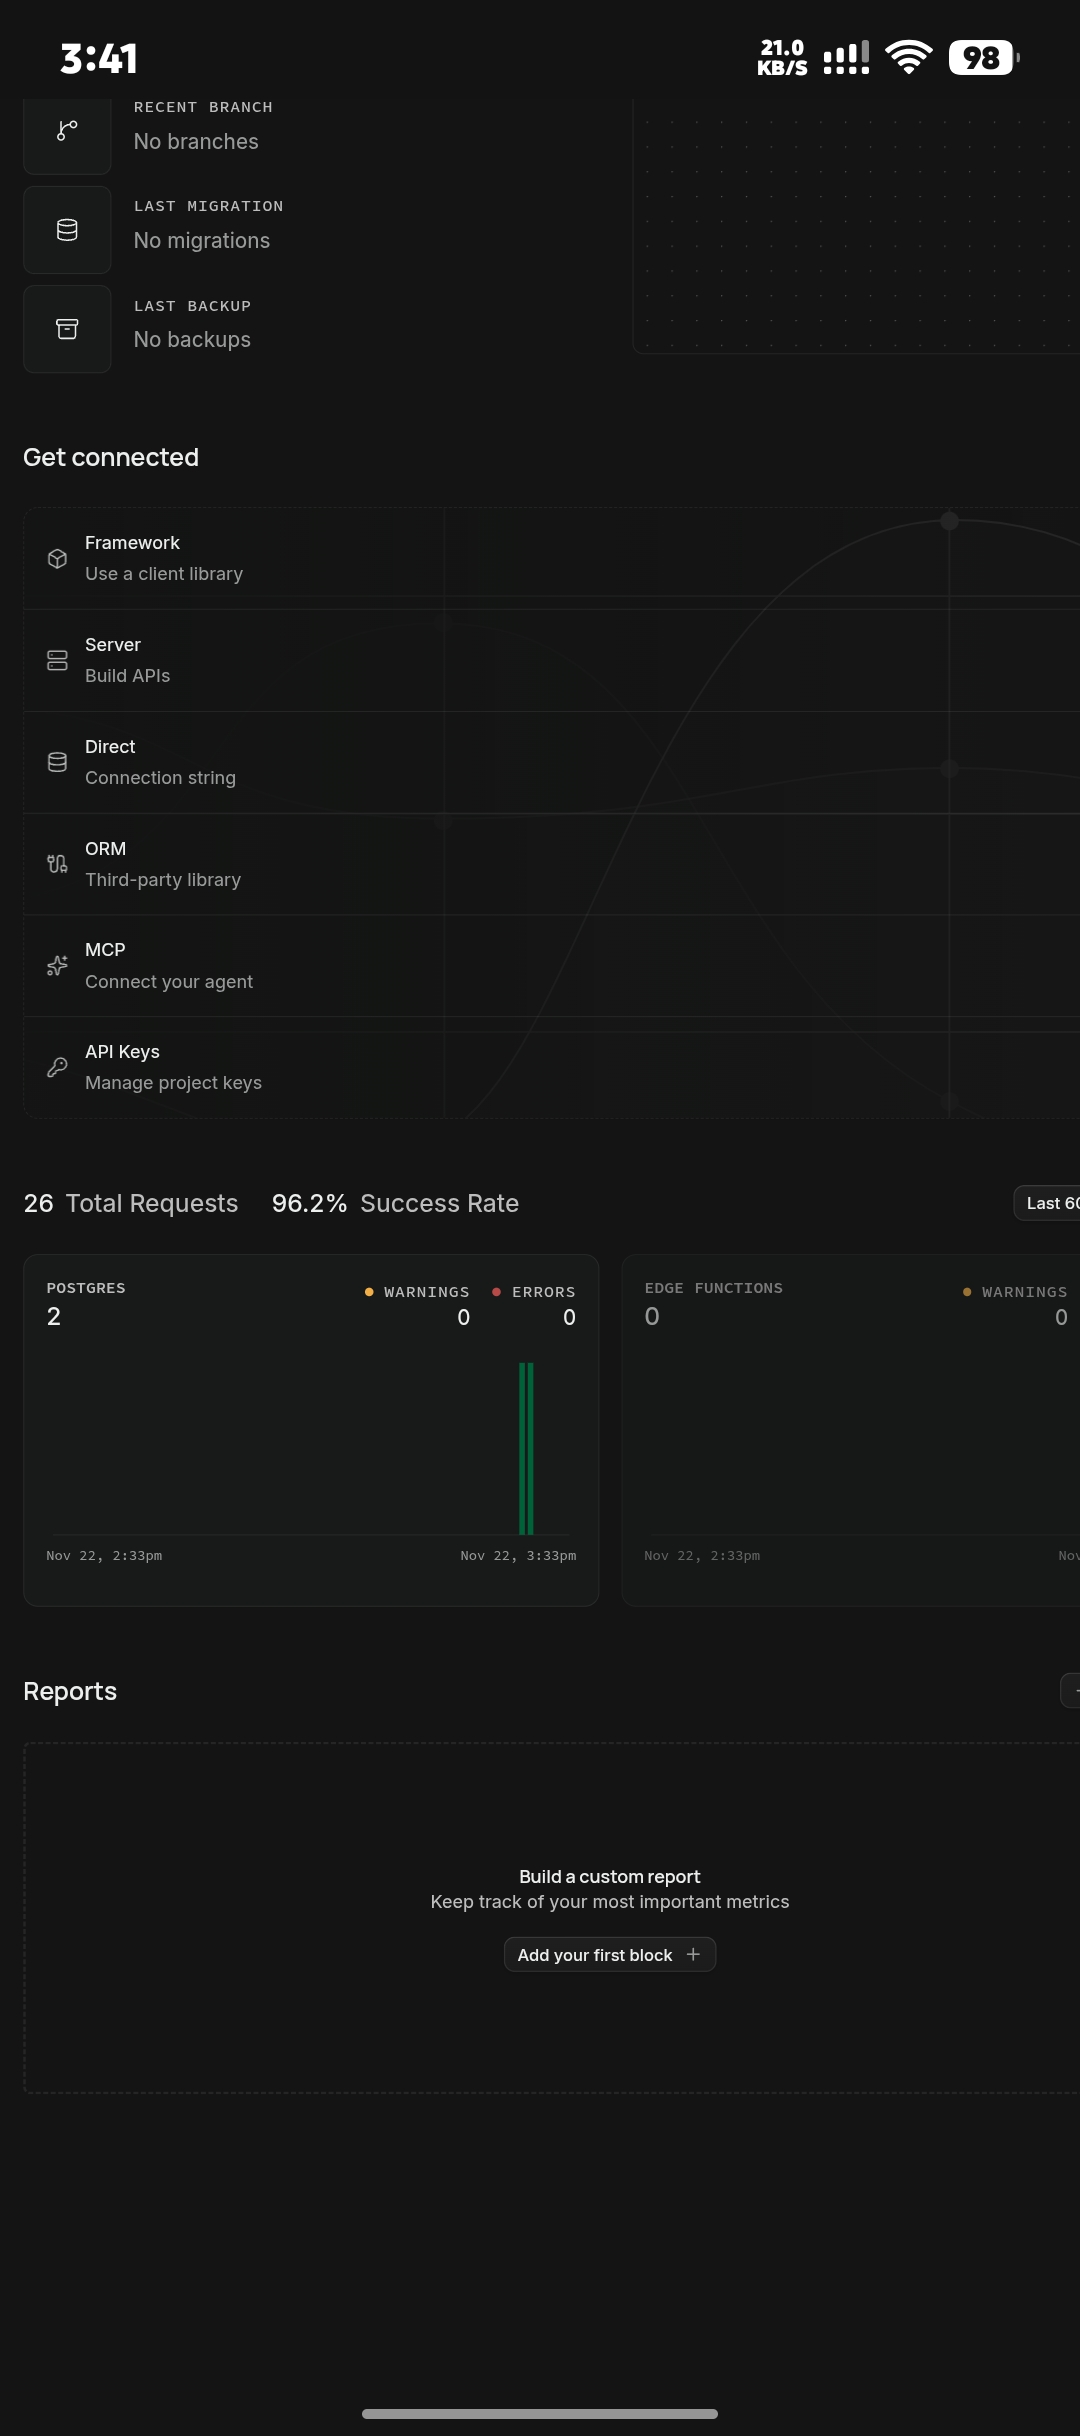 3:41
21.0
KB/S
98
RECENT BRANCH
No branches
LAST MIGRATION
No migrations
LAST BACKUP
No backups
Get connected
Framework
Use a client library
Server
Build APIs
Direct
Connection string
ORM
Third-party library
MCP
Connect your agent
API Keys
Manage project keys
26 Total Requests 96.2% Success Rate
Last 60
POSTGRES
2
WARNINGS
0
ERRORS
0
Nov 22, 2:33pm
Nov 22, 3:33pm
EDGE FUNCTIONS
0
WARNINGS
0
Nov 22, 2:33pm
Nov
Reports
Build a custom report
Keep track of your most important metrics
Add your first block +